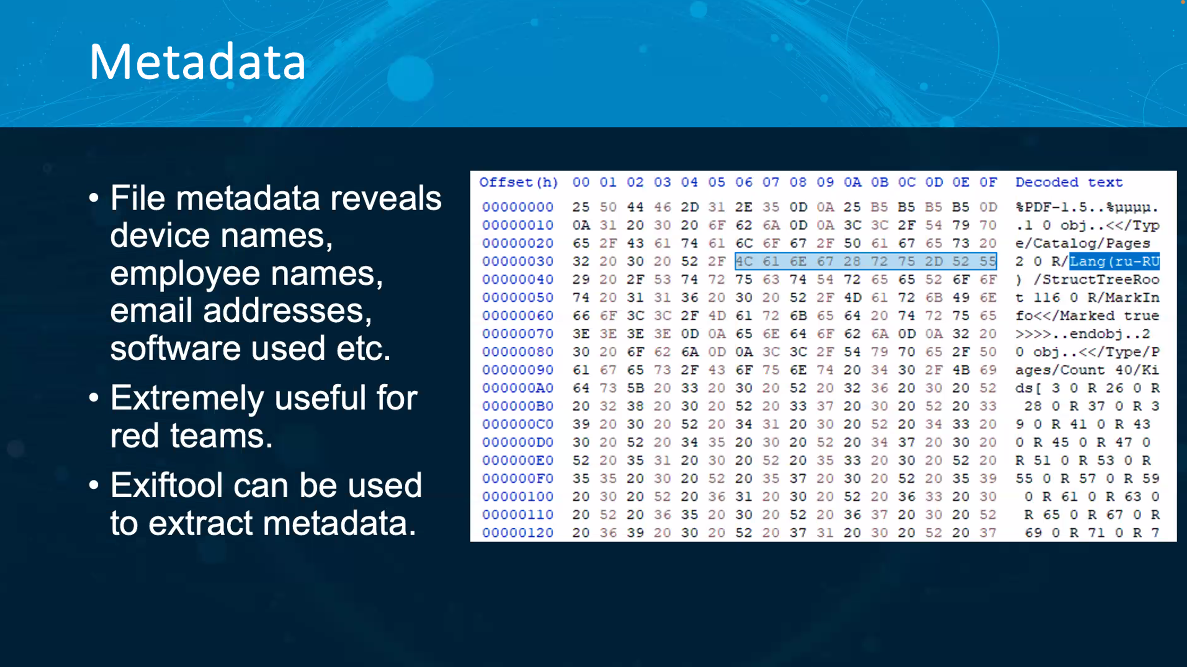 Metadata
• File metadata reveals
device names,
employee names,
email addresses,
software used etc.
• Extremely useful for
red teams.
• Exiftool can be used
to extract metadata.
Offset(h) 00 01 02 03 04 05 06 07 08 09 0A 0B 0C 0D 0E 0F Decoded text
00000000 25 50 44 46 2D 31 2E 35 0D 0A 25 B5 B5 B5 B5 0D %PDF-1.5..%µµµµ.
00000010 0A 31 20 30 20 6F 62 6A 0D 0A 3C 3C 2F 54 79 70 .1 0 obj..<</Typ
00000020 65 2F 43 61 74 61 6C 6F 67 2F 50 61 67 65 73 20 e/Catalog/Pages
00000030 32 20 30 20 52 2F 4C 61 6E 67 28 72 75 2D 52 55 2 0 R/Lang(ru-RU
00000040 29 20 2F 53 74 72 75 63 74 54 72 65 65 52 6F 6F ) /StructTreeRoo
00000050 74 20 31 31 36 20 30 20 52 2F 4D 61 72 6B 49 6E t 116 0 R/MarkIn
00000060 66 6F 3C 3C 2F 4D 61 72 6B 65 64 20 74 72 75 65 fo<</Marked true
00000070 3E 3E 3E 3E 0D 0A 65 6E 64 6F 62 6A 0D 0A 32 20 >>>>..endobj..2
00000080 30 20 6F 62 6A 0D 0A 3C 3C 2F 54 79 70 65 2F 50 0 obj..<</Type/P
00000090 61 67 65 73 2F 43 6F 75 6E 74 20 34 30 2F 4B 69 ages/Count 40/Ki
000000A0 64 73 5B 20 33 20 30 20 52 20 32 36 20 30 20 52 ds[ 3 0 R 26 0 R
000000B0 20 32 38 20 30 20 52 20 33 37 20 30 20 52 20 33 28 0 R 37 0 R 3
000000C0 39 20 30 20 52 20 34 31 20 30 20 52 20 34 33 20 9 0 R 41 0 R 43
000000D0 30 20 52 20 34 35 20 30 20 52 20 34 37 20 30 20 0 R 45 0 R 47 0
000000E0 52 20 35 31 20 30 20 52 20 35 33 20 30 20 52 20 R 51 0 R 53 0 R
000000F0 35 35 20 30 20 52 20 35 37 20 30 20 52 20 35 39 55 0 R 57 0 R 59
00000100 20 30 20 52 20 36 31 20 30 20 52 20 36 33 20 30 0 R 61 0 R 63 0
00000110 20 52 20 36 35 20 30 20 52 20 36 37 20 30 20 52 R 65 0 R 67 0 R
00000120 20 36 39 20 30 20 52 20 37 31 20 30 20 52 20 37 69 0 R 71 0 R 7